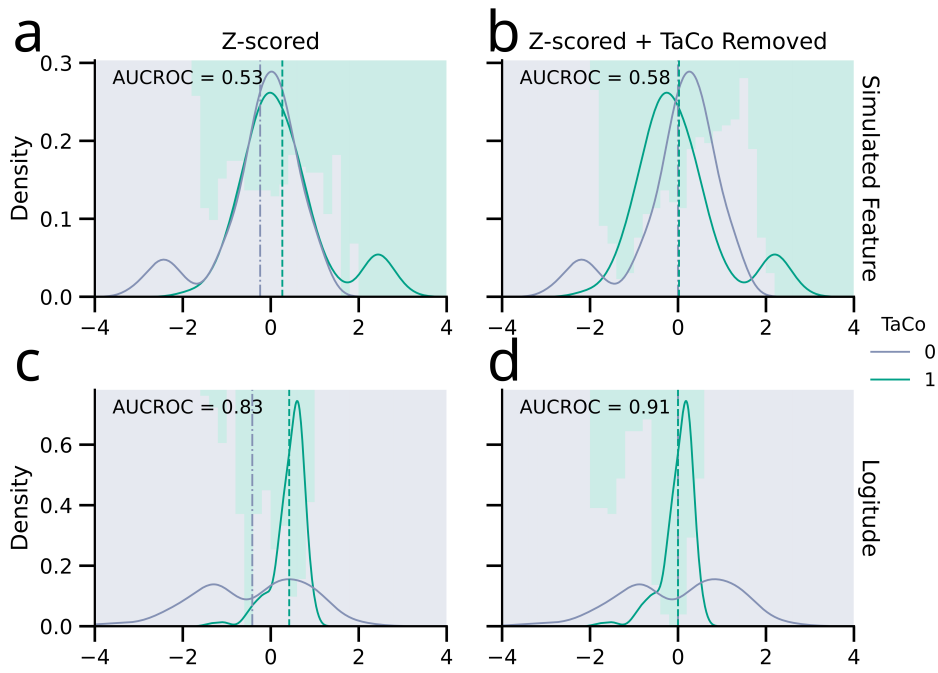 a
Z-scored
b
Z-scored + TaCo Removed
0.3
AUCROC = 0.53
AUCROC = 0.58
0.2
0.1
0.0
Density
Simulated Feature
−4 −2 0 2 4
−4 −2 0 2 4
TaCo
0
1
c
d
AUCROC = 0.83
AUCROC = 0.91
0.6
0.4
0.2
0.0
Density
Logitude
−4 −2 0 2 4
−4 −2 0 2 4